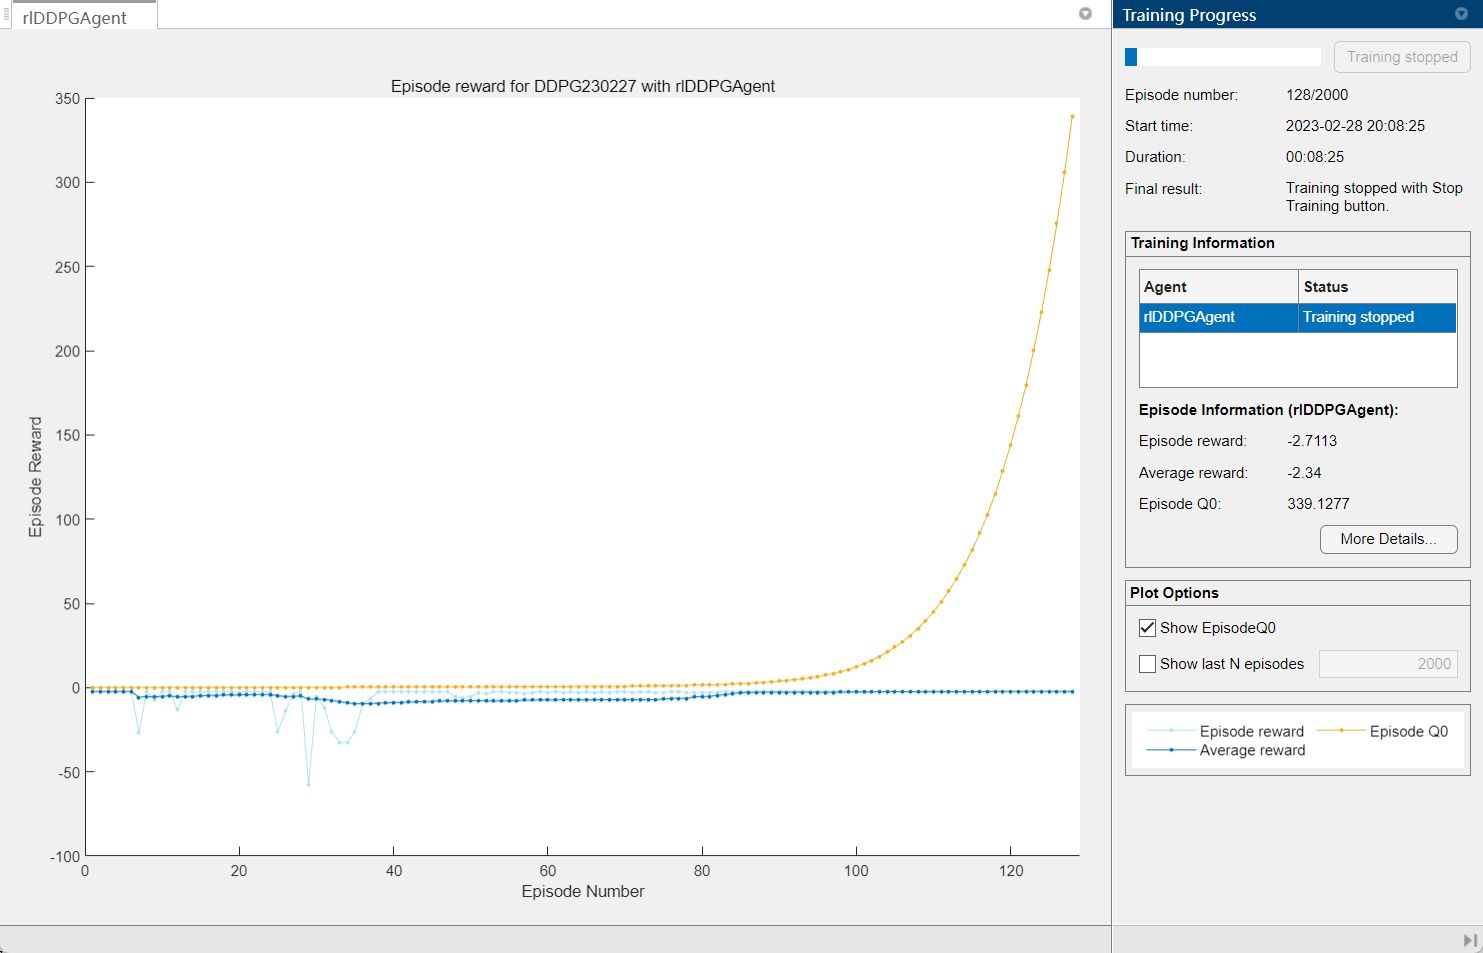 rlDDPGAgent
Episode reward for DDPG230227 with rlDDPGAgent
350
300
250
200
150
100
50
0
-50
-100
Episode Reward
0 20 40 60 80 100 120
Episode Number
Training Progress
Training stopped
Episode number: 128/2000
Start time: 2023-02-28 20:08:25
Duration: 00:08:25
Final result: Training stopped with Stop
Training button.
Training Information
Agent Status
rlDDPGAgent Training stopped
Episode Information (rlDDPGAgent):
Episode reward: -2.7113
Average reward: -2.34
Episode Q0: 339.1277
More Details...
Plot Options
Show EpisodeQ0
Show last N episodes 2000
Episode reward Episode Q0
Average reward